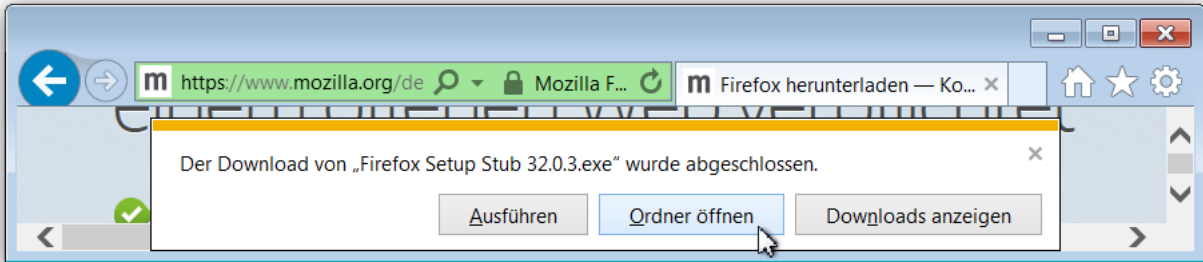 m https://www.mozilla.org/de Mozilla F... m Firefox herunterladen — Ko...
Der Download von „Firefox Setup Stub 32.0.3.exe“ wurde abgeschlossen.
Ausführen Ordner öffnen Downloads anzeigen